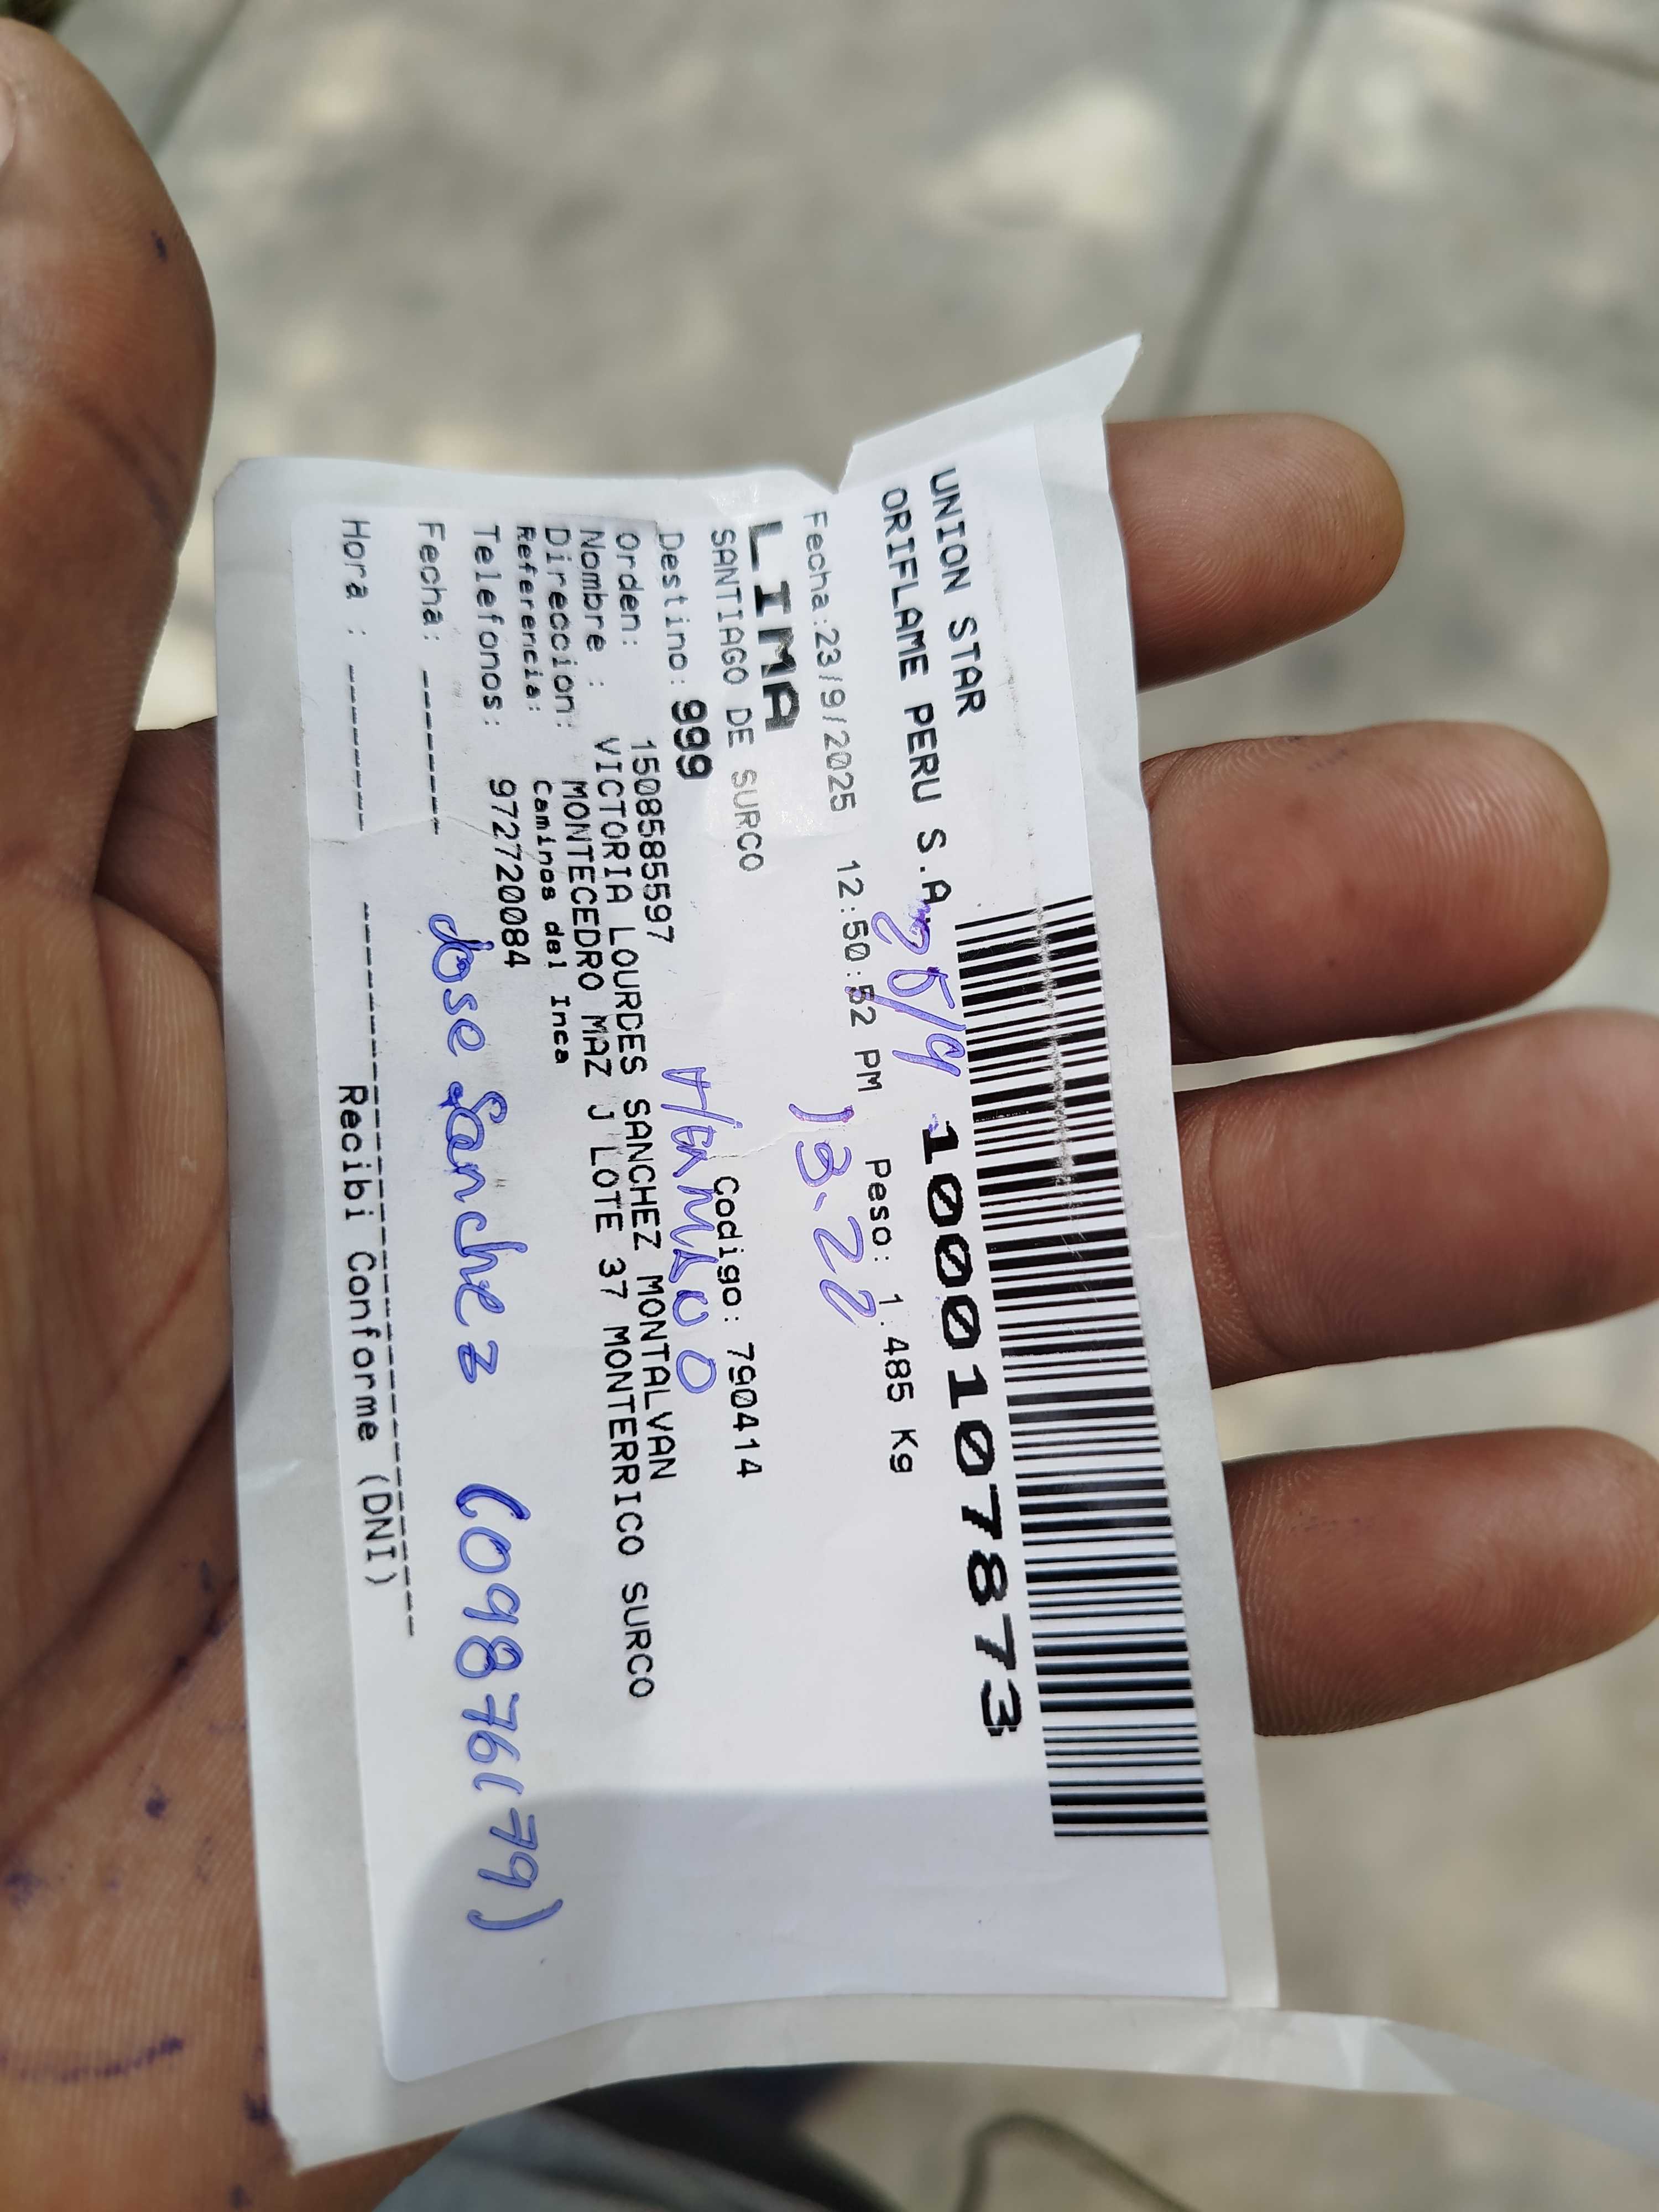 UNION STAR
ORIFLAME PERU S.A.
25/9
1000107873
Fecha:23/9/2025 12:50:52 PM Peso: 1.485 Kg
13.22
LIMA
SANTIAGO DE SURCO
Destino: 999 Codigo: 790414
Orden: 1508585597
Nombre : VICTORIA LOURDES SANCHEZ MONTALVAN
Direccion: MONTECEDRO MAZ J LOTE 37 MONTERRICO SURCO
Referencia: Caminos del Inca
Telefonos: 972720084
Jose Sanchez (09876179)
Fecha:
Hora :
Recibi Conforme (DNI)